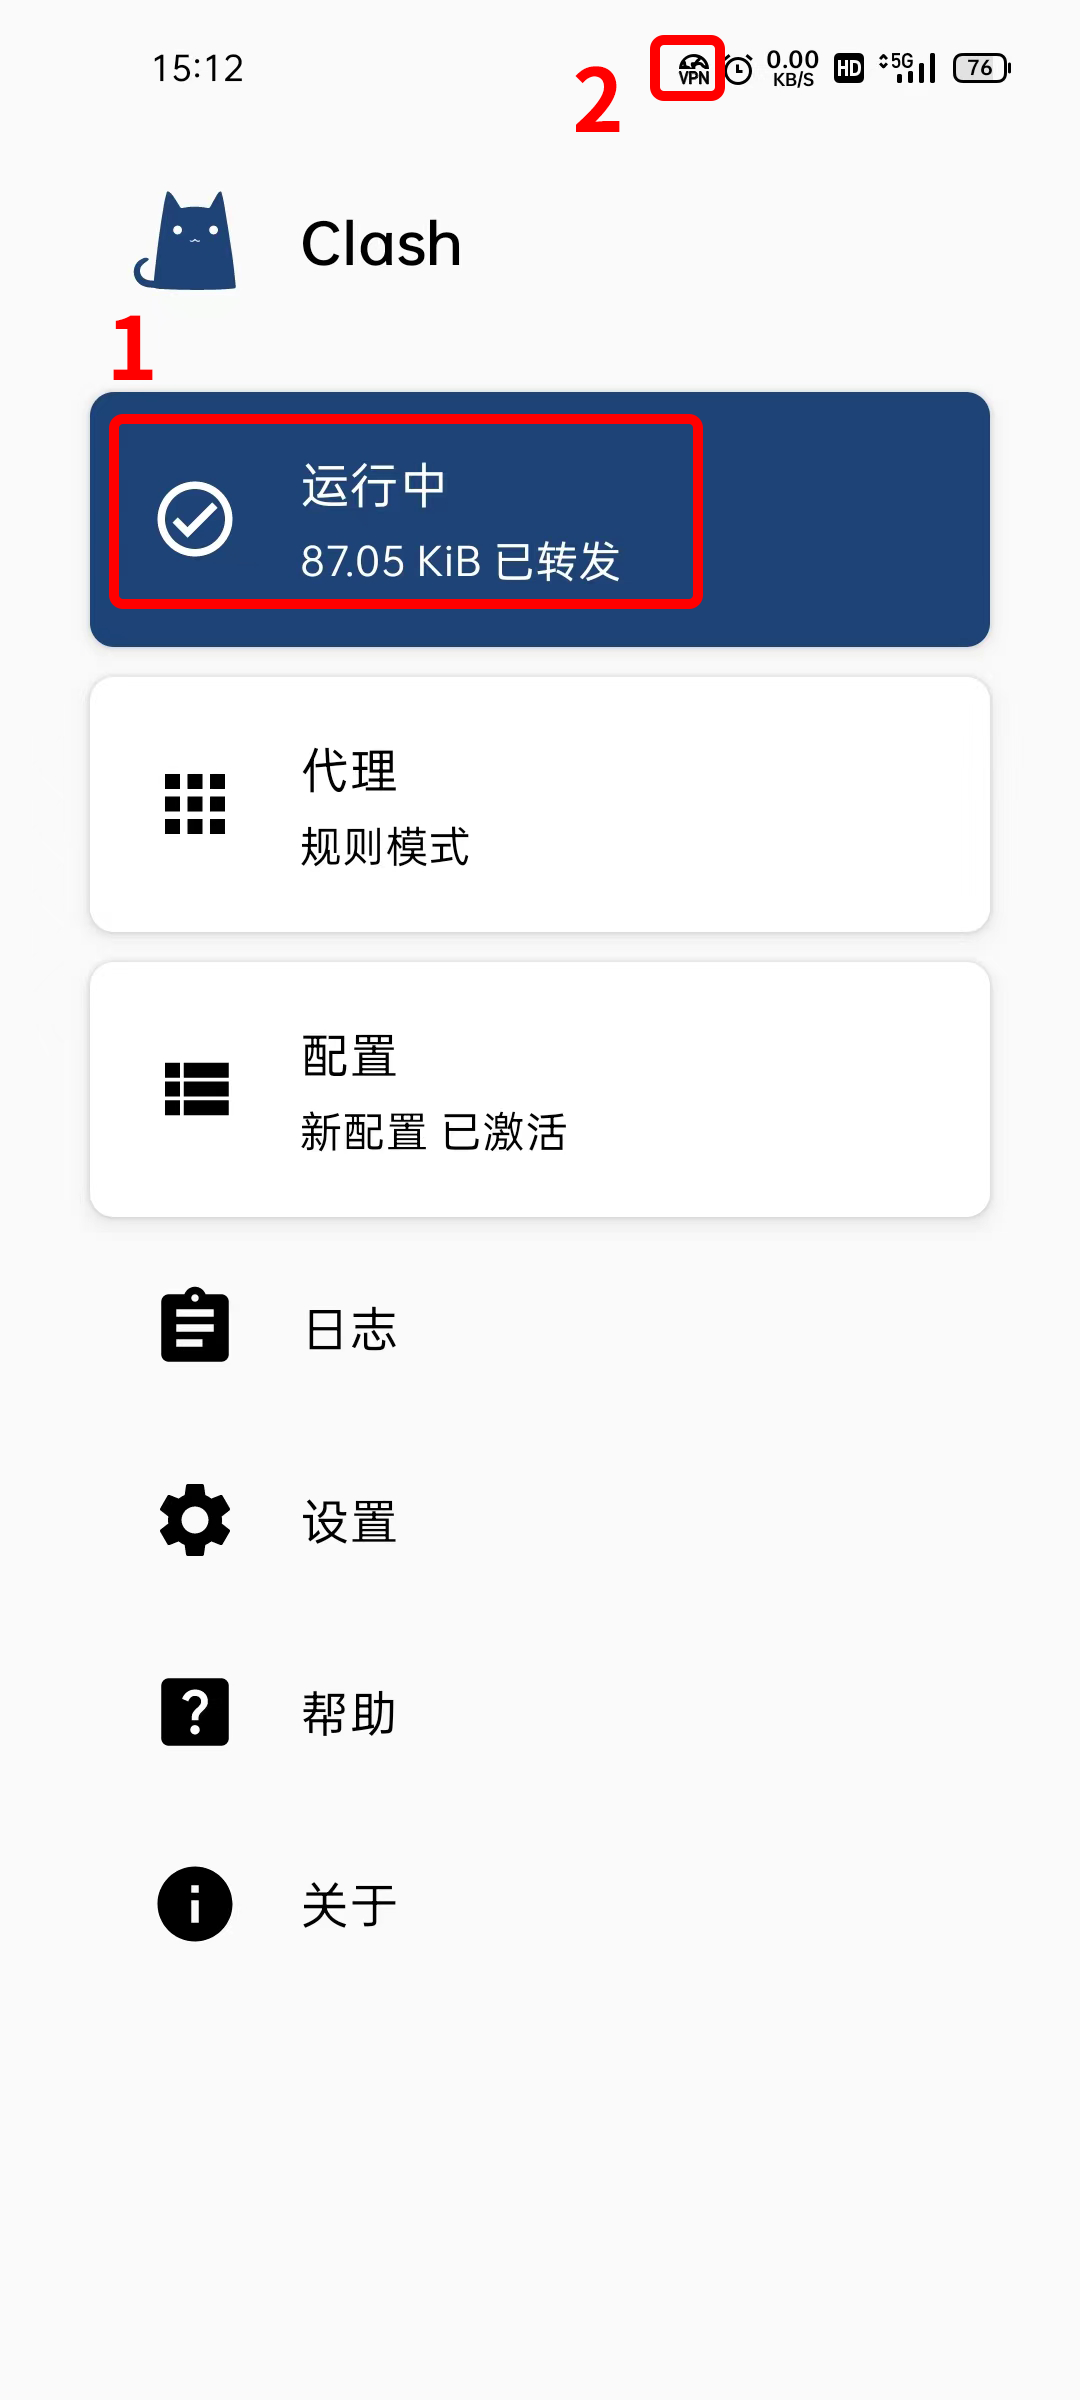 15:12
2
VPN
0.00
KB/S
HD
5G
76
Clash
1
运行中
87.05 KiB 已转发
代理
规则模式
配置
新配置 已激活
日志
设置
帮助
关于